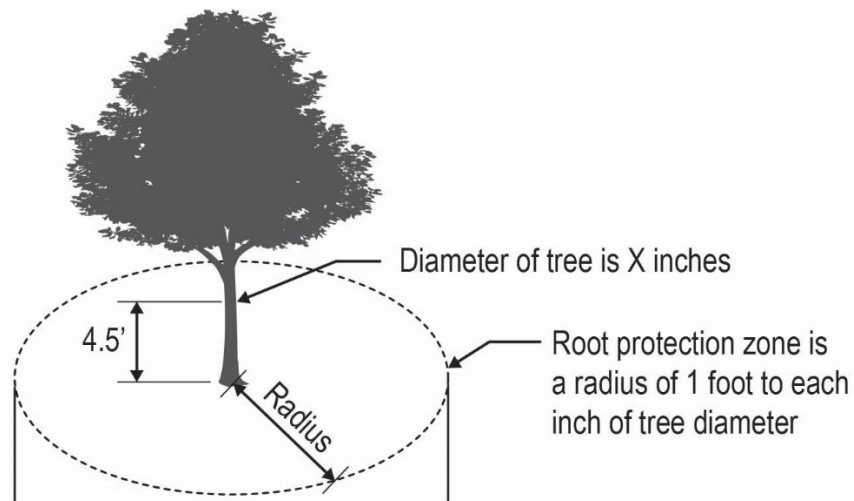 Diameter of tree is X inches
4.5’
Root protection zone is
a radius of 1 foot to each
inch of tree diameter
Radius